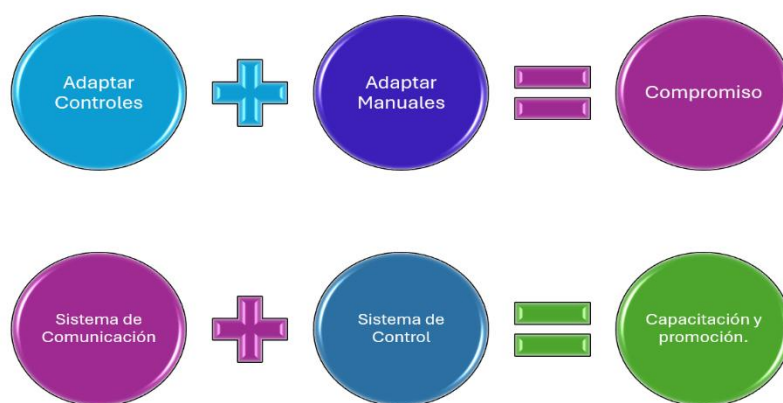 Adaptar
Controles
Adaptar
Manuales
Compromiso
Sistema de
Comunicación
Sistema de
Control
Capacitación y
promoción.